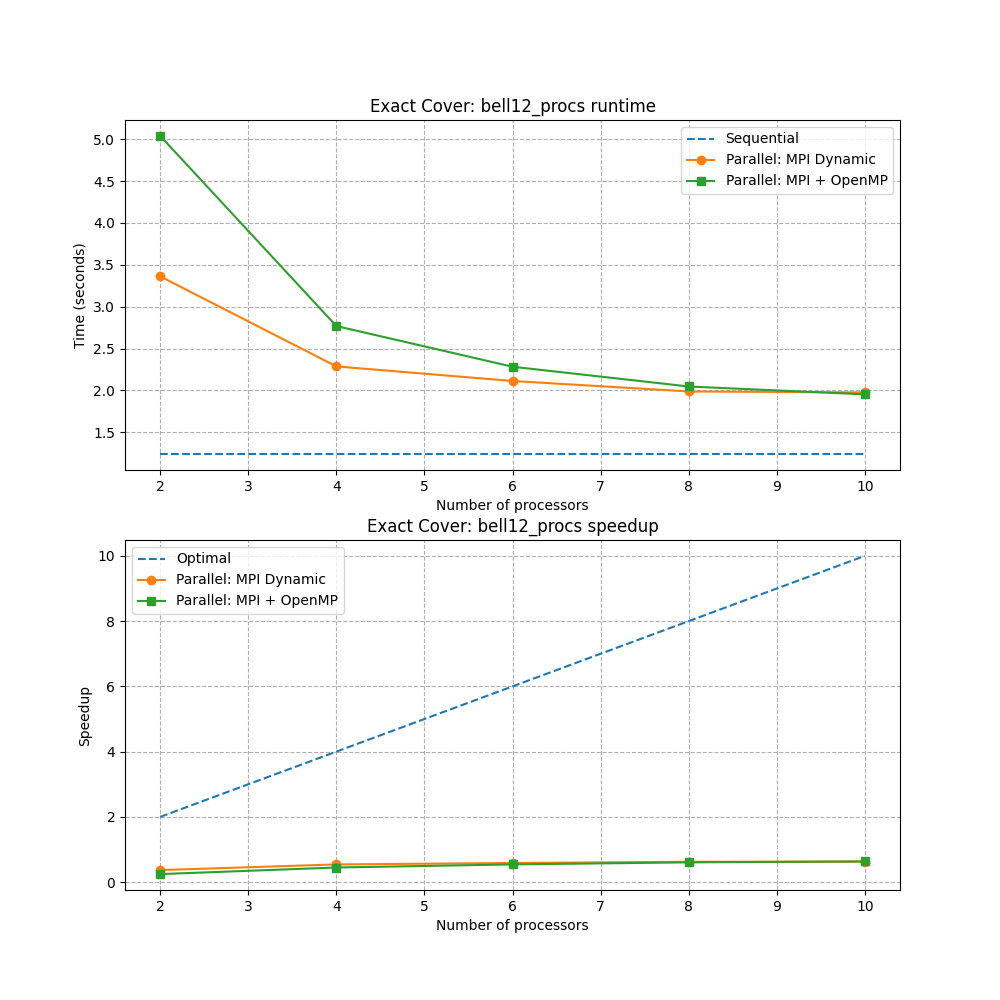 Exact Cover: bell12_procs runtime
Sequential
Parallel: MPI Dynamic
Parallel: MPI + OpenMP
Time (seconds)
5.0
4.5
4.0
3.5
3.0
2.5
2.0
1.5
2 3 4 5 6 7 8 9 10
Number of processors
Exact Cover: bell12_procs speedup
Optimal
Parallel: MPI Dynamic
Parallel: MPI + OpenMP
Speedup
10
8
6
4
2
0
2 3 4 5 6 7 8 9 10
Number of processors